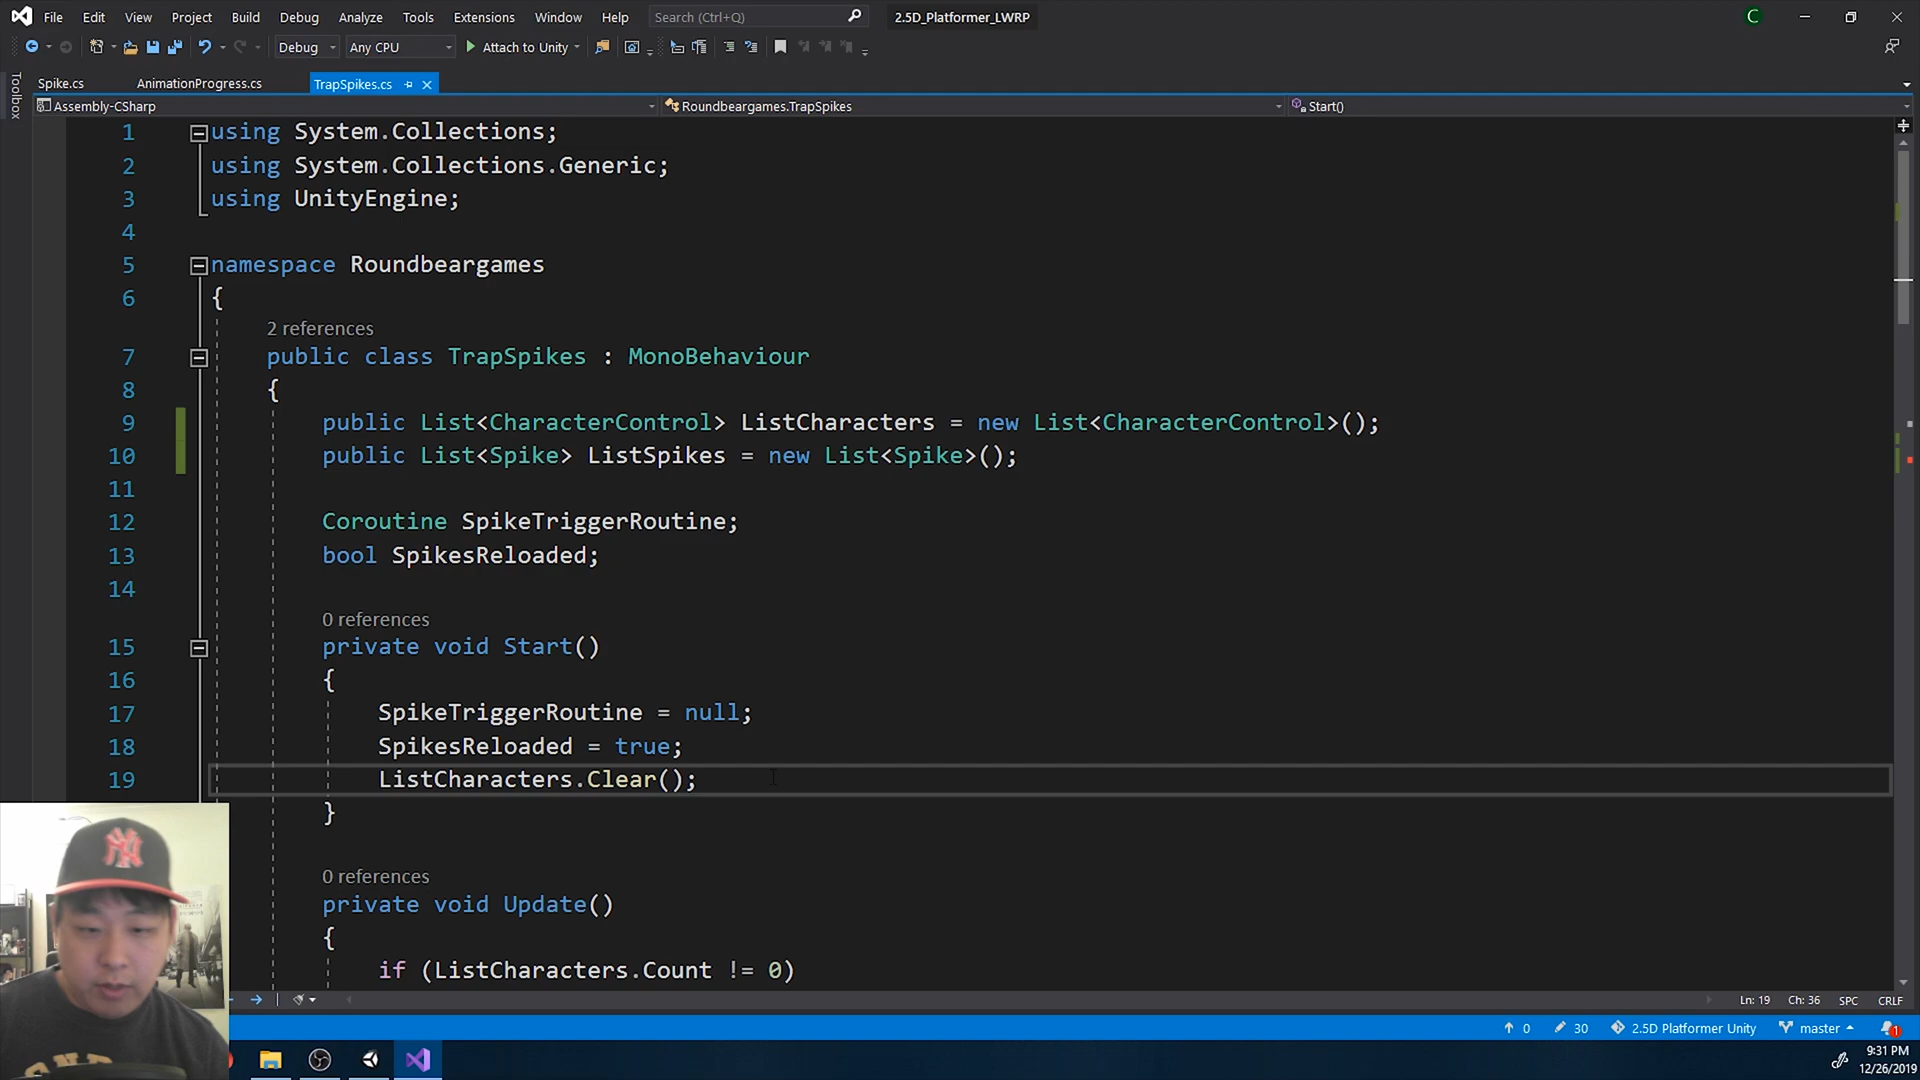 File Edit View Project Build Debug Analyze Tools Extensions Window Help Search (Ctrl+Q) 2.5D_Platformer_LWRP C
Debug Any CPU Attach to Unity
Toolbox
Spike.cs AnimationProgress.cs TrapSpikes.cs
Assembly-CSharp Roundbeargames.TrapSpikes Start()
1 using System.Collections;
2 using System.Collections.Generic;
3 using UnityEngine;
4
5 namespace Roundbeargames
6 {
2 references
7 public class TrapSpikes : MonoBehaviour
8 {
9 public List<CharacterControl> ListCharacters = new List<CharacterControl>();
10 public List<Spike> ListSpikes = new List<Spike>();
11
12 Coroutine SpikeTriggerRoutine;
13 bool SpikesReloaded;
14
0 references
15 private void Start()
16 {
17 SpikeTriggerRoutine = null;
18 SpikesReloaded = true;
19 ListCharacters.Clear();
}
0 references
private void Update()
{
if (ListCharacters.Count != 0)
Ln: 19 Ch: 36 SPC CRLF
0 30 2.5D Platformer Unity master 1
9:31 PM
12/26/2019